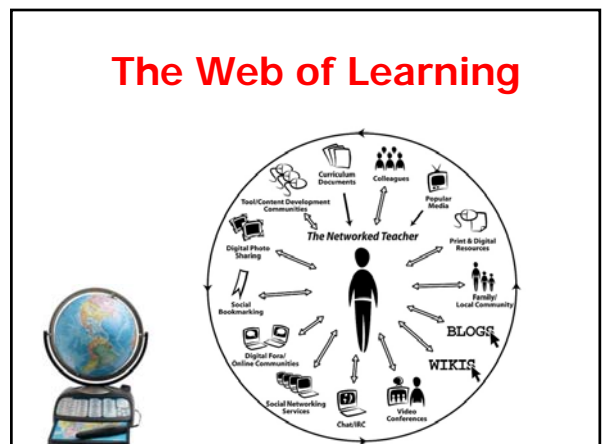 The Web of Learning
Curriculum
Documents
Colleagues
Popular
Media
Tool/Content Development
Communities
The Networked Teacher
Print & Digital
Resources
Digital Photo
Sharing
Family/
Local Community
Social
Bookmarking
BLOGS
Digital Fora/
Online Communities
WIKIS
Social Networking
Services
Chat/IRC
Video
Conferences